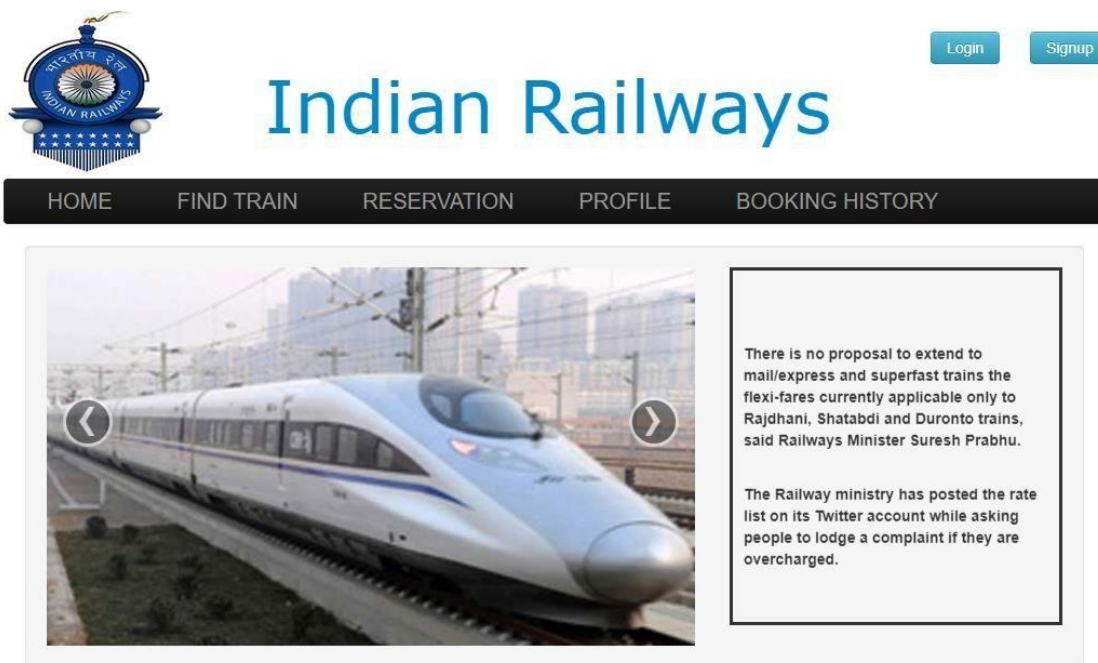 भारतीय रेल
INDIAN RAILWAYS
Login
Signup
Indian Railways
HOME
FIND TRAIN
RESERVATION
PROFILE
BOOKING HISTORY
There is no proposal to extend to
mail/express and superfast trains the
flexi-fares currently applicable only to
Rajdhani, Shatabdi and Duronto trains,
said Railways Minister Suresh Prabhu.
The Railway ministry has posted the rate
list on its Twitter account while asking
people to lodge a complaint if they are
overcharged.